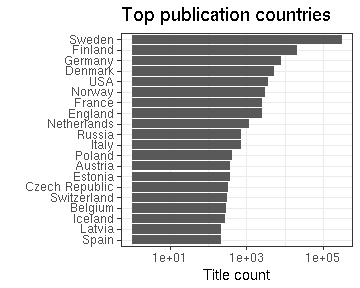 Top publication countries
Sweden
Finland
Germany
Denmark
USA
Norway
France
England
Netherlands
Russia
Italy
Poland
Austria
Estonia
Czech Republic
Switzerland
Belgium
Iceland
Latvia
Spain
1e+01 1e+03 1e+05
Title count